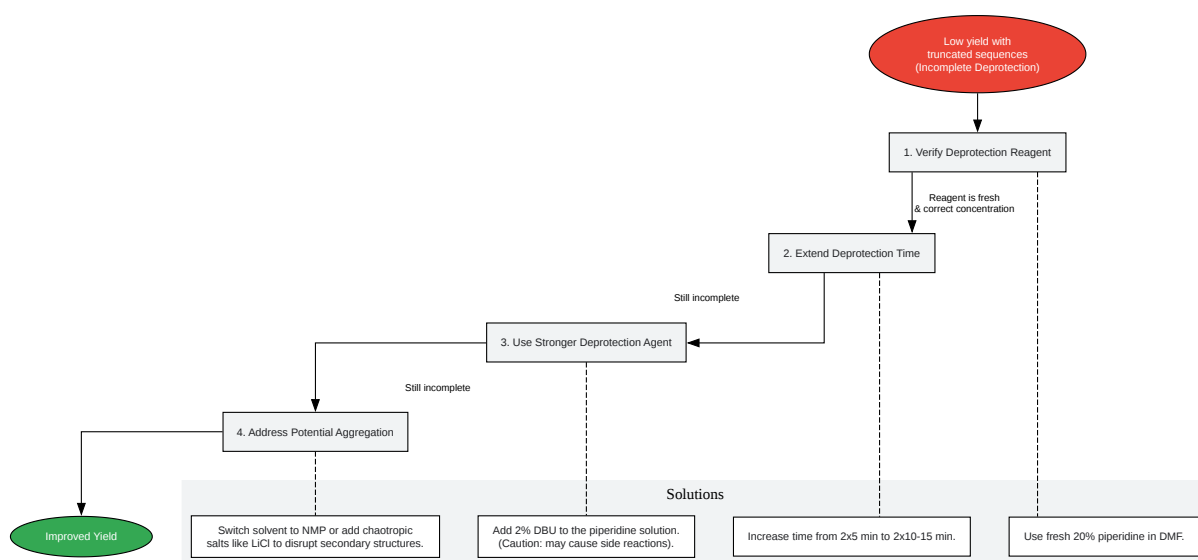 Low yield with
truncated sequences
(Incomplete Deprotection)
1. Verify Deprotection Reagent
Reagent is fresh
& correct concentration
2. Extend Deprotection Time
Still incomplete
3. Use Stronger Deprotection Agent
Still incomplete
4. Address Potential Aggregation
Solutions
Improved Yield
Switch solvent to NMP or add chaotropic
salts like LiCl to disrupt secondary structures.
Add 2% DBU to the piperidine solution.
(Caution: may cause side reactions).
Increase time from 2x5 min to 2x10-15 min.
Use fresh 20% piperidine in DMF.